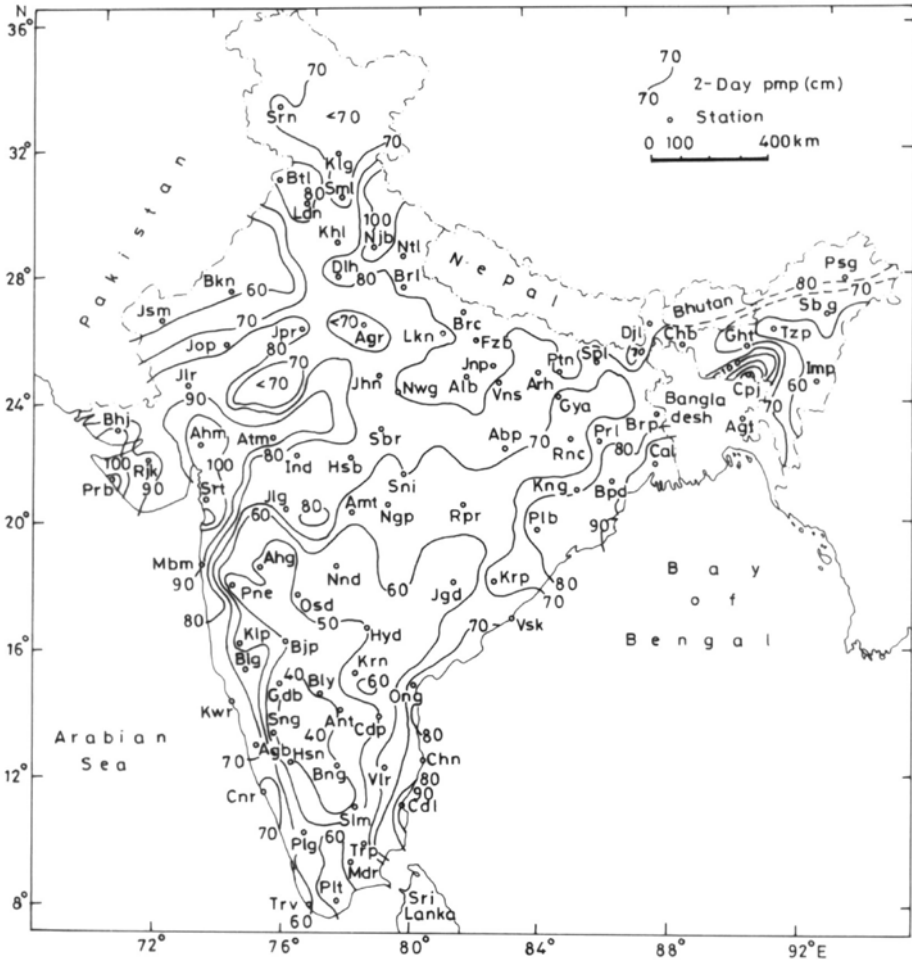 N
36°
32°
28°
24°
20°
16°
12°
8°
72°
76°
80°
84°
88°
92°E
70
70
2-Day pmp (cm)
Station
0 100 400 km
70
Srn
<70
70
Klg
Btl
80
Sml
Ldn
100
Khl
Njb
Ntl
Dlh
80
Brl
Pakistan
Nepal
Bhutan
80
Psg
70
Sbg
Bkn
60
Jsm
70
Jpr
<70
Agr
Lkn
Brc
Fzb
Djl
Chb
Ght
Tzp
Jop
80
70
<70
Jnp
Ptn
Spl
70
Imp
60
Jlr
90
Jhn
Nwg
Alb
Vns
Arh
Gya
Bangla
desh
Cpj
70
Bhj
Ahm
Atm
Sbr
Abp
70
Rnc
Prl
Brp
80
Cal
Agt
100
Rjk
100
80
Ind
Hsb
Prb
90
Srt
Jlg
80
Amt
Sni
Ngp
Rpr
Kng
Bpd
Plb
90
60
Mbm
90
Ahg
Nnd
60
Jgd
Krp
80
70
Pne
Osd
80
50
Hyd
70
Vsk
Bay
of
Bengal
Klp
Bjp
Blg
Krn
60
40
Bly
Gdb
Ong
Kwr
Sng
Ant
Cdp
80
40
Arabian
Sea
Agb
70
Hsn
Bng
Vlr
Chn
80
90
Cdl
Cnr
Slm
70
Plg
60
Trp
Mdr
Plt
Trv
60
Sri
Lanka